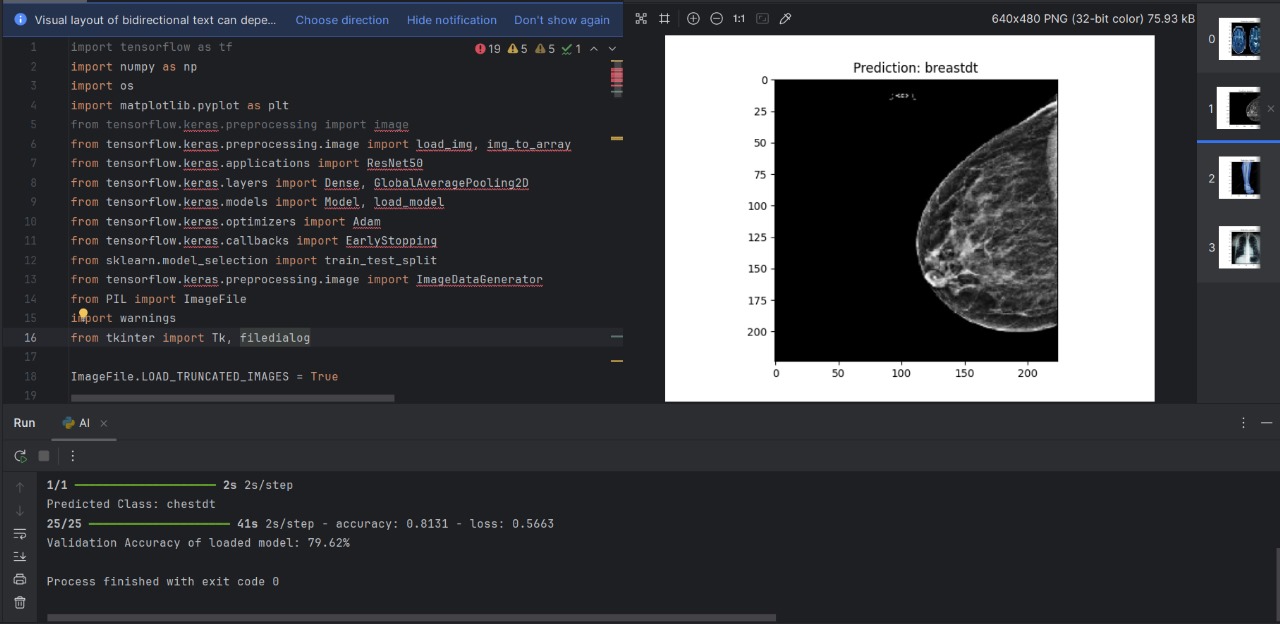 Visual layout of bidirectional text can depe...
Choose direction
Hide notification
Don't show again
19 5 5 1
1 import tensorflow as tf
2 import numpy as np
3 import os
4 import matplotlib.pyplot as plt
5 from tensorflow.keras.preprocessing import image
6 from tensorflow.keras.preprocessing.image import load_img, img_to_array
7 from tensorflow.keras.applications import ResNet50
8 from tensorflow.keras.layers import Dense, GlobalAveragePooling2D
9 from tensorflow.keras.models import Model, load_model
10 from tensorflow.keras.optimizers import Adam
11 from tensorflow.keras.callbacks import EarlyStopping
12 from sklearn.model_selection import train_test_split
13 from tensorflow.keras.preprocessing.image import ImageDataGenerator
14 from PIL import ImageFile
15 import warnings
16 from tkinter import Tk, filedialog
17
18 ImageFile.LOAD_TRUNCATED_IMAGES = True
19
1:1
640x480 PNG (32-bit color) 75.93 kB
Prediction: breastdt
0
25
50
75
100
125
150
175
200
0 50 100 150 200
0
1
2
3
Run
AI
1/1 2s 2s/step
Predicted Class: chestdt
25/25 41s 2s/step - accuracy: 0.8131 - loss: 0.5663
Validation Accuracy of loaded model: 79.62%
Process finished with exit code 0